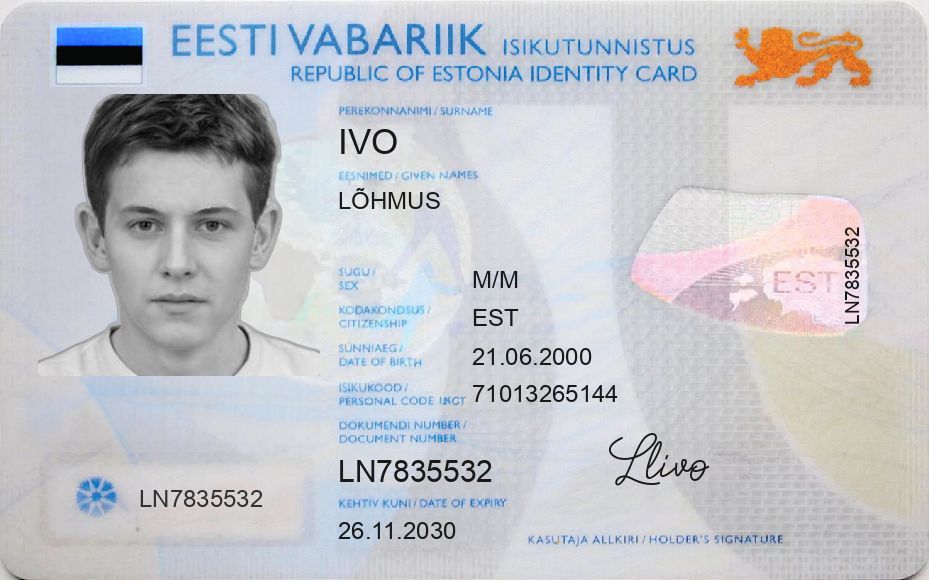 EESTI VABARIIK ISIKUTUNNISTUS
REPUBLIC OF ESTONIA IDENTITY CARD
PEREKONNANIMI / SURNAME
IVO
EESNIMED / GIVEN NAMES
LÕHMUS
SUGU /
SEX
M/M
KODAKONDSUS /
CITIZENSHIP
EST
SÜNNIAEG /
DATE OF BIRTH
21.06.2000
ISIKUKOOD /
PERSONAL CODE
71013265144
DOKUMENDI NUMBER /
DOCUMENT NUMBER
LN7835532
KEHTIV KUNI / DATE OF EXPIRY
26.11.2030
LN7835532
EST
LN7835532
Llivo
KASUTAJA ALLKIRI / HOLDER'S SIGNATURE